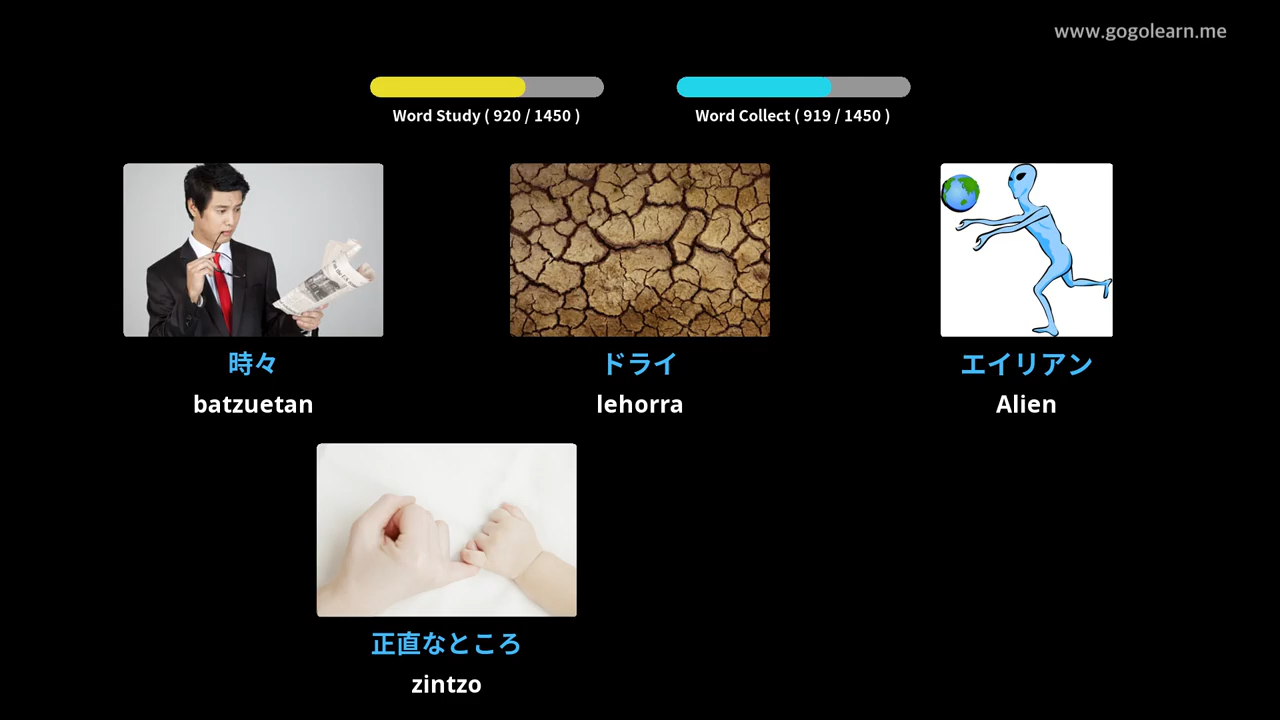 www.gogolearn.me
Word Study ( 920 / 1450 )
Word Collect ( 919 / 1450 )
時々
batzuetan
ドライ
lehorra
エイリアン
Alien
正直なところ
zintzo